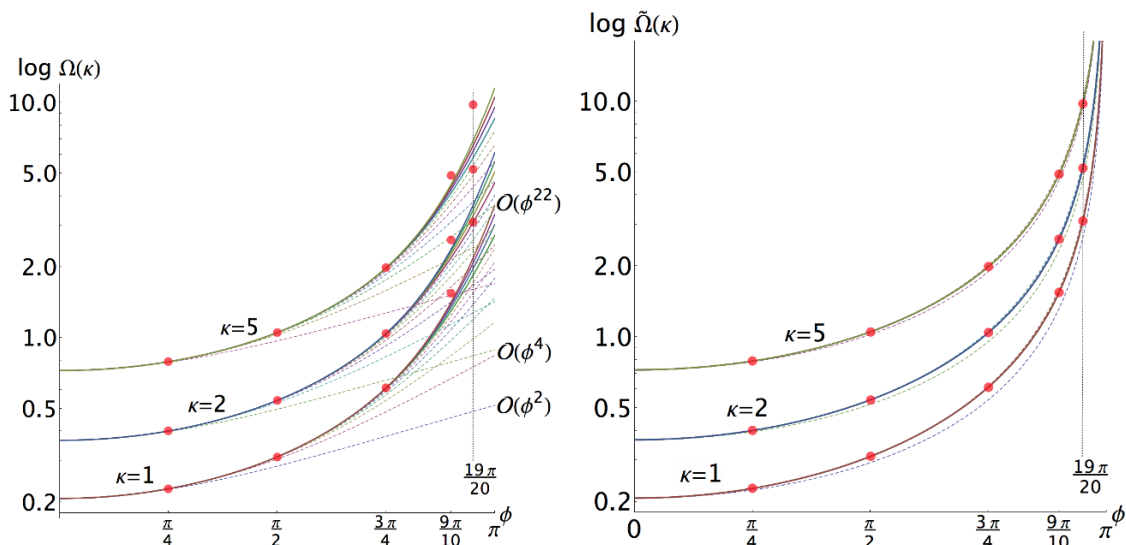 log Ω(κ)
10.0
5.0
2.0
1.0
0.5
0.2
κ=5
κ=2
κ=1
O(ϕ²²)
O(ϕ⁴)
O(ϕ²)
19π/20
π/4
π/2
3π/4
9π/10
π
ϕ
log Ω̃(κ)
10.0
5.0
2.0
1.0
0.5
0.2
κ=5
κ=2
κ=1
19π/20
0
π/4
π/2
3π/4
9π/10
π
ϕ